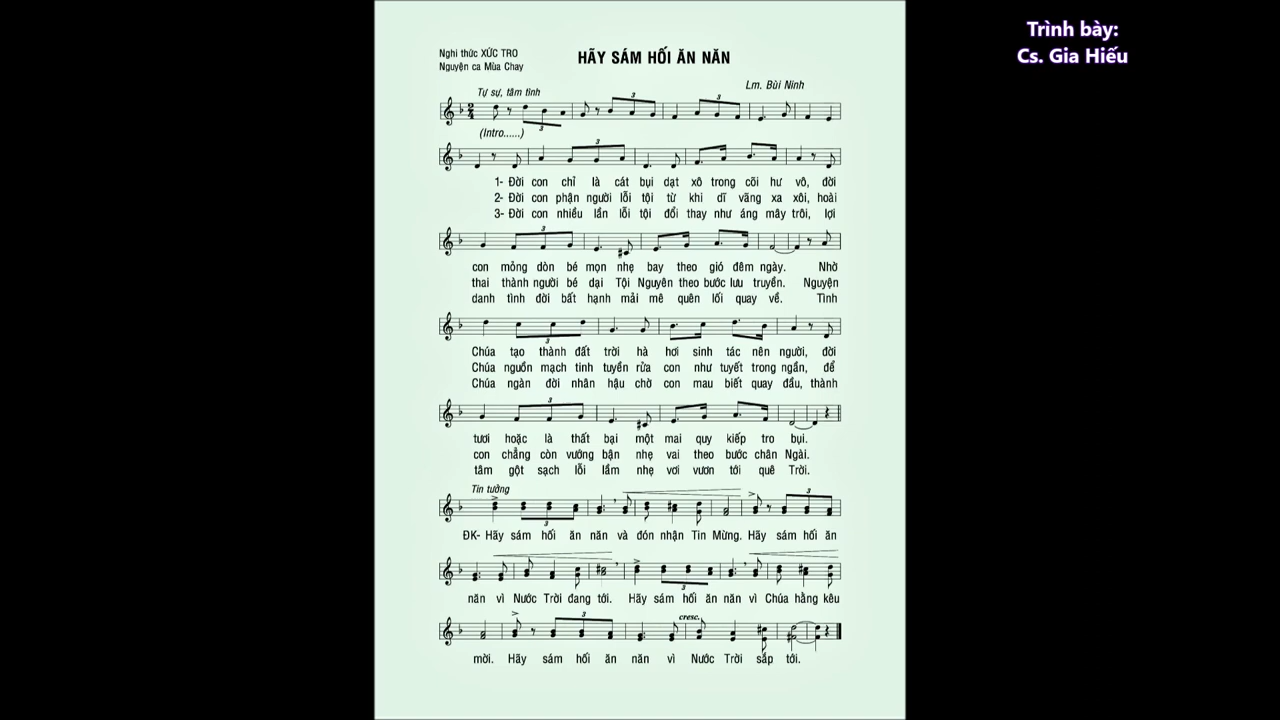 Trình bày:
Cs. Gia Hiếu
Nghi thức XỨC TRO
Nguyện ca Mùa Chay
HÃY SÁM HỐI ĂN NĂN
Lm. Bùi Ninh
Tự sự, tâm tình
(Intro......)
1- Đời con chỉ là cát bụi dạt xô trong cõi hư vô, đời
2- Đời con phận người lỗi tội từ khi dĩ vãng xa xôi, hoài
3- Đời con nhiều lần lỗi tội đổi thay như áng mây trôi, lợi
con mỏng dòn bé mọn nhẹ bay theo gió đêm ngày. Nhờ
thai thành người bé dại Tội Nguyên theo bước lưu truyền. Nguyện
danh tình đời bất hạnh mải mê quên lối quay về. Tình
Chúa tạo thành đất trời hà hơi sinh tác nên người, đời
Chúa nguồn mạch tinh tuyền rửa con như tuyết trong ngần, để
Chúa ngàn đời nhân hậu chờ con mau biết quay đầu, thành
tươi hoặc là thất bại một mai quy kiếp tro bụi.
con chẳng còn vướng bận nhẹ vai theo bước chân Ngài.
tâm gột sạch lỗi lầm nhẹ vơi vươn tới quê Trời.
Tin tưởng
ĐK- Hãy sám hối ăn năn và đón nhận Tin Mừng. Hãy sám hối ăn
năn vì Nước Trời đang tới. Hãy sám hối ăn năn vì Chúa hằng kêu
cresc.
mời. Hãy sám hối ăn năn vì Nước Trời sắp tới.